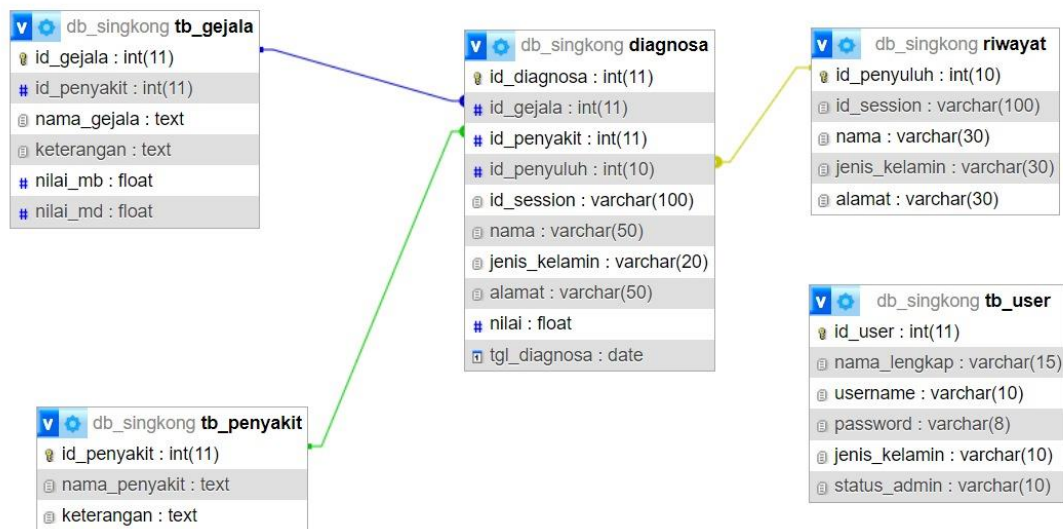 db_singkong tb_gejala
id_gejala : int(11)
# id_penyakit : int(11)
nama_gejala : text
keterangan : text
# nilai_mb : float
# nilai_md : float
db_singkong diagnosa
id_diagnosa : int(11)
# id_gejala : int(11)
# id_penyakit : int(11)
# id_penyuluh : int(10)
id_session : varchar(100)
nama : varchar(50)
jenis_kelamin : varchar(20)
alamat : varchar(50)
# nilai : float
tgl_diagnosa : date
v db_singkong riwayat
id_penyuluh : int(10)
id_session : varchar(100)
nama : varchar(30)
jenis_kelamin : varchar(30)
alamat : varchar(30)
v db_singkong tb_user
id_user : int(11)
nama_lengkap : varchar(15)
username : varchar(10)
password : varchar(8)
jenis_kelamin : varchar(10)
status_admin : varchar(10)
v db_singkong tb_penyakit
id_penyakit : int(11)
nama_penyakit : text
keterangan : text